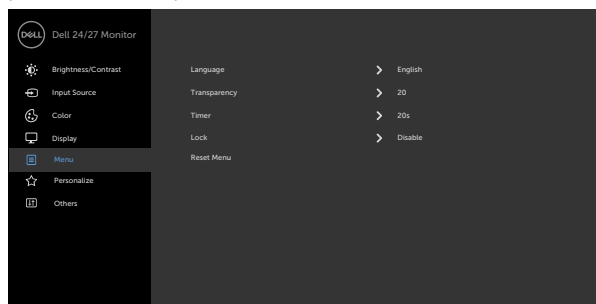 DELL Dell 24/27 Monitor
Brightness/Contrast
Input Source
Color
Display
Menu
Personalize
Others
Language English
Transparency 20
Timer 20s
Lock Disable
Reset Menu